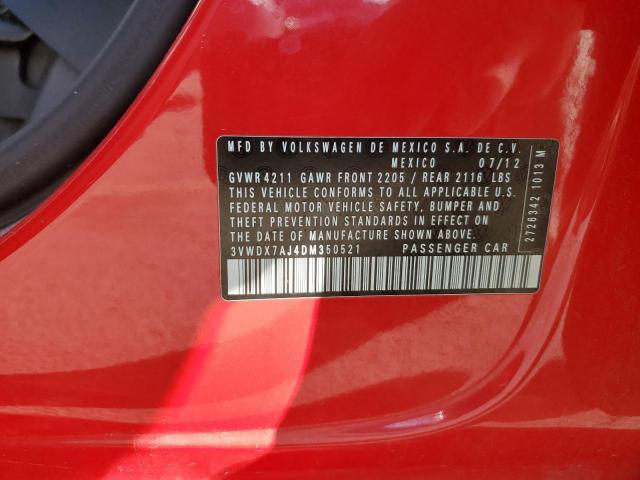 MFD BY VOLKSWAGEN DE MEXICO S.A. DE C.V.
MEXICO 07/12
GVWR 4211 GAWR FRONT 2205 / REAR 2116 LBS
THIS VEHICLE CONFORMS TO ALL APPLICABLE U.S.
FEDERAL MOTOR VEHICLE SAFETY, BUMPER AND
THEFT PREVENTION STANDARDS IN EFFECT ON
THE DATE OF MANUFACTURE SHOWN ABOVE.
3VWDX7AJ4DM350521 PASSENGER CAR
2726342 1013 M